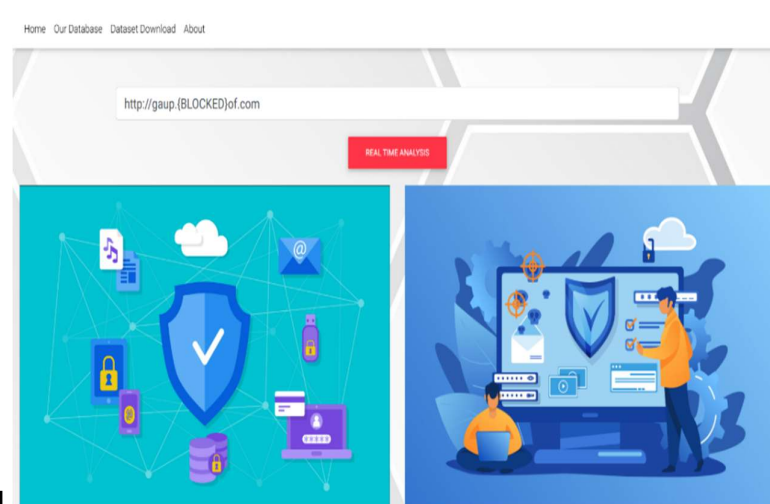 Home Our Database Dataset Download About
http://gaup.{BLOCKED}of.com
REAL TIME ANALYSIS
@